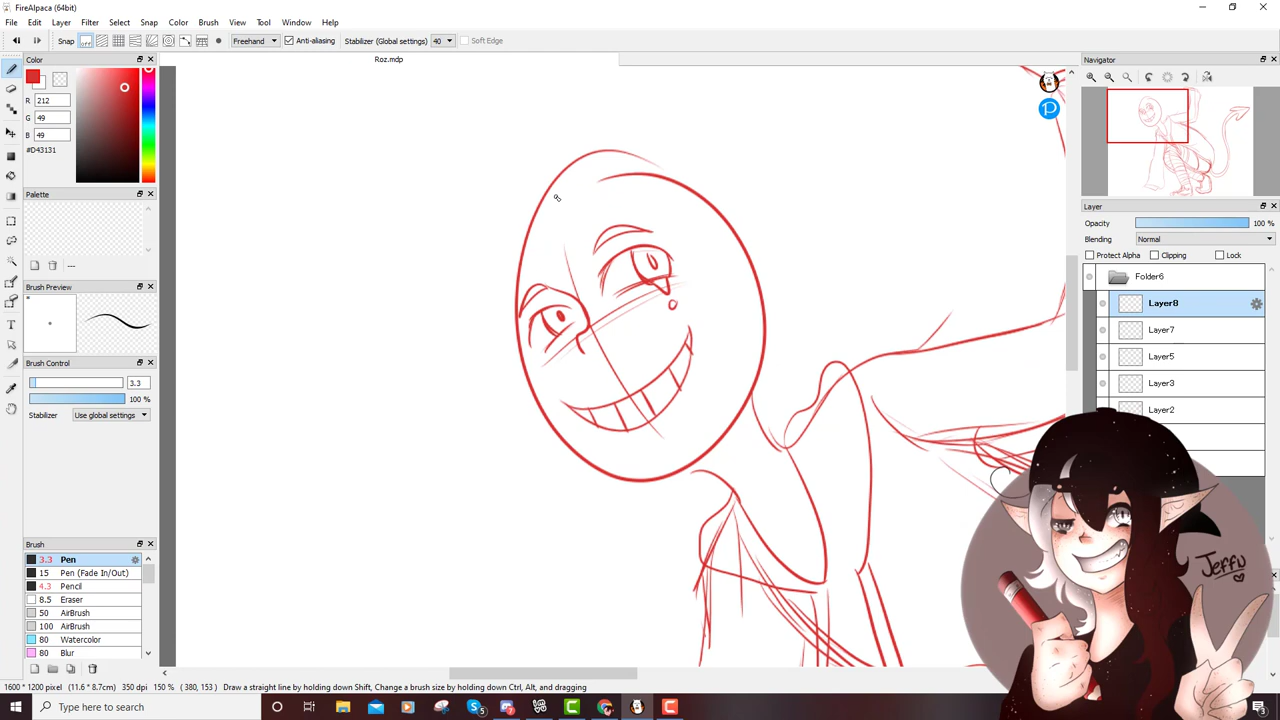 FireAlpaca (64bit)
File Edit Layer Filter Select Snap Color Brush View Tool Window Help
Snap OFF Freehand Anti-aliasing Stabilizer (Global settings) 40 Soft Edge
Roz.mdp
Color
R 212
G 49
B 49
#D43131
Palette
---
Brush Preview
Brush Control
3.3
100 %
Stabilizer Use global settings
Brush
3.3 Pen
15 Pen (Fade In/Out)
4.3 Pencil
8.5 Eraser
50 AirBrush
100 AirBrush
80 Watercolor
80 Blur
Navigator
Layer
Opacity 100 %
Blending Normal
Protect Alpha Clipping Lock
Folder6
Layer8
Layer7
Layer5
Layer3
Layer2
Jeffu
1600 * 1200 pixel (11.6 * 8.7cm) 350 dpi 150 % ( 380, 153 ) Draw a straight line by holding down Shift, Change a brush size by holding down Ctrl, Alt, and dragging
Type here to search